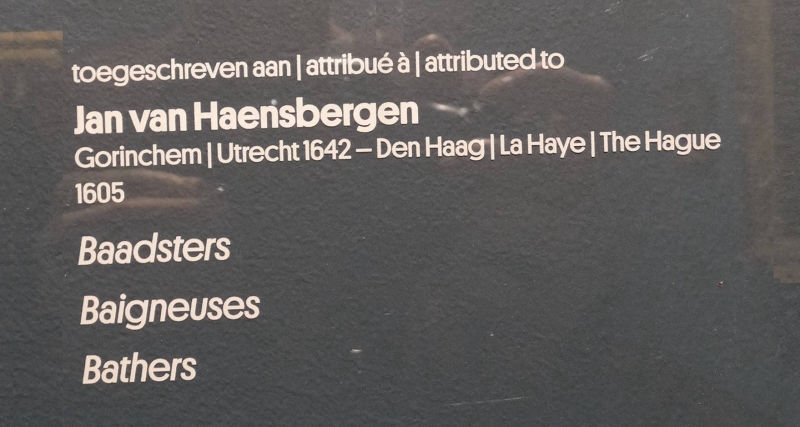 toegeschreven aan | attribué à | attributed to
Jan van Haensbergen
Gorinchem | Utrecht 1642 – Den Haag | La Haye | The Hague
1605
Baadsters
Baigneuses
Bathers